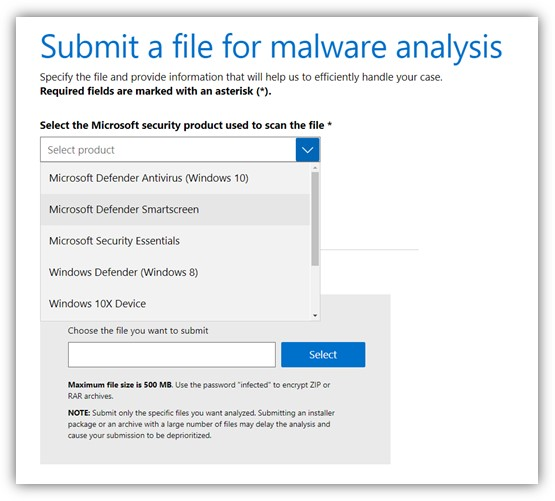 Submit a file for malware analysis
Specify the file and provide information that will help us to efficiently handle your case.
Required fields are marked with an asterisk (*).
Select the Microsoft security product used to scan the file *
Select product
Microsoft Defender Antivirus (Windows 10)
Microsoft Defender Smartscreen
Microsoft Security Essentials
Windows Defender (Windows 8)
Windows 10X Device
Choose the file you want to submit
Select
Maximum file size is 500 MB. Use the password "infected" to encrypt ZIP or
RAR archives.
NOTE: Submit only the specific files you want analyzed. Submitting an installer
package or an archive with a large number of files may delay the analysis and
cause your submission to be deprioritized.